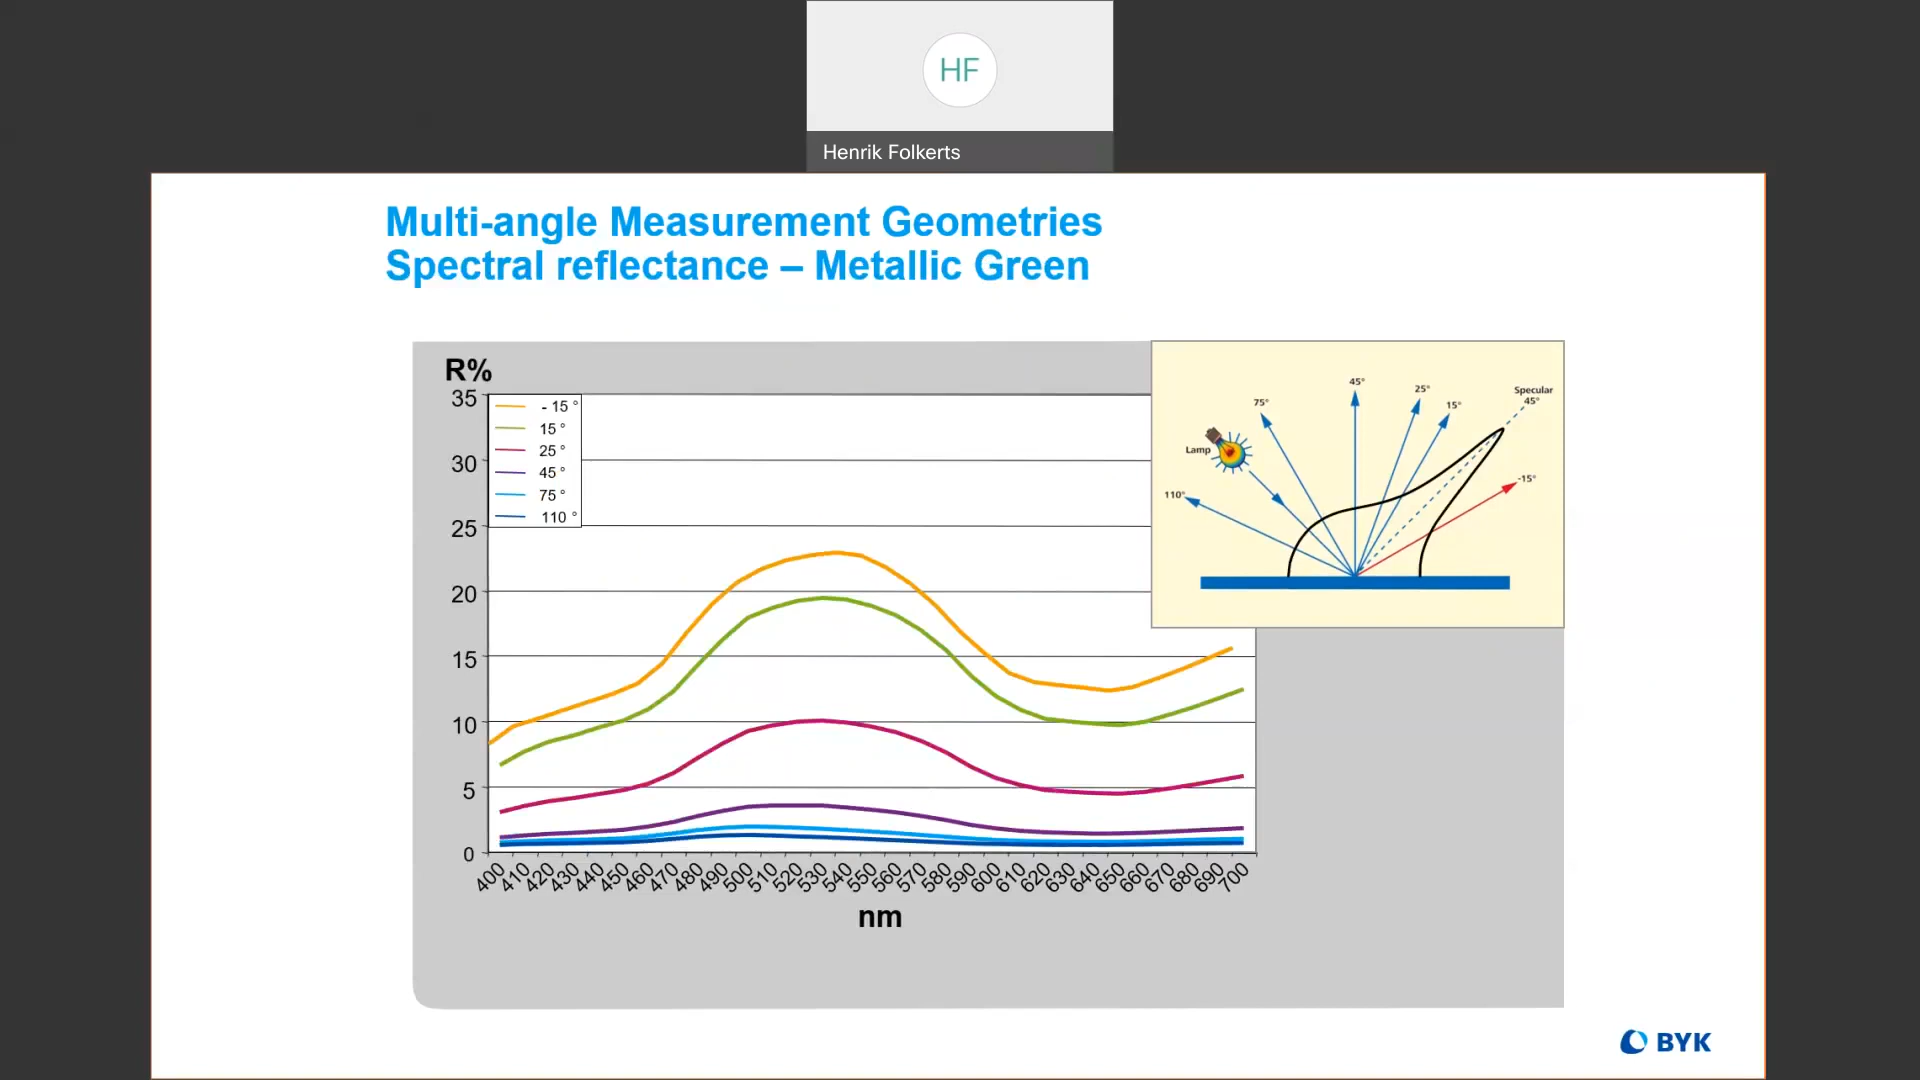 HF
Henrik Folkerts
Multi-angle Measurement Geometries
Spectral reflectance – Metallic Green
R%
35
30
25
20
15
10
5
0
- 15 °
15 °
25 °
45 °
75 °
110 °
400 410 420 430 440 450 460 470 480 490 500 510 520 530 540 550 560 570 580 590 600 610 620 630 640 650 660 670 680 690 700
nm
45°
25°
Specular
45°
75°
15°
Lamp
-15°
110°
BYK